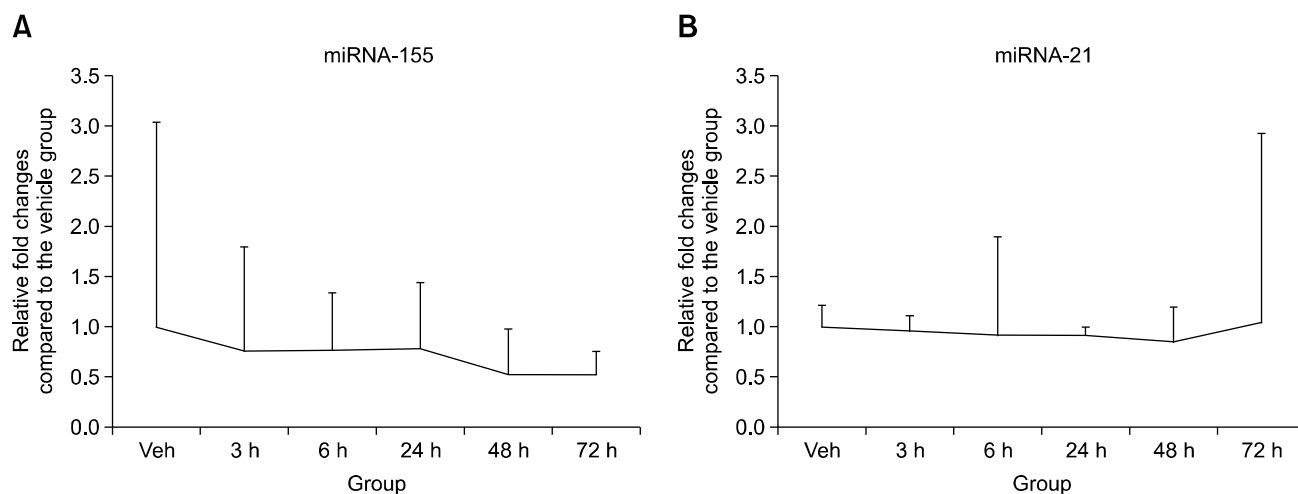 A
miRNA-155
Relative fold changes
compared to the vehicle group
3.5
3.0
2.5
2.0
1.5
1.0
0.5
0.0
Veh 3 h 6 h 24 h 48 h 72 h
Group
B
miRNA-21
Relative fold changes
compared to the vehicle group
3.5
3.0
2.5
2.0
1.5
1.0
0.5
0.0
Veh 3 h 6 h 24 h 48 h 72 h
Group